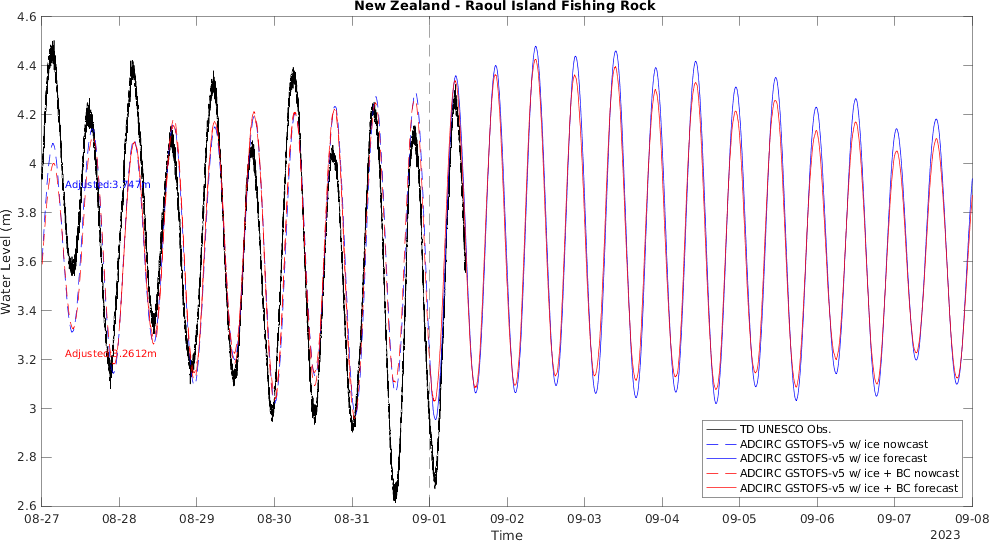 New Zealand - Raoul Island Fishing Rock
4.6
4.4
4.2
4
3.8
3.6
3.4
3.2
3
2.8
2.6
Water Level (m)
Adjusted:3.747m
Adjusted:3.2612m
TD UNESCO Obs.
ADCIRC GSTOFS-v5 w/ ice nowcast
ADCIRC GSTOFS-v5 w/ ice forecast
ADCIRC GSTOFS-v5 w/ ice + BC nowcast
ADCIRC GSTOFS-v5 w/ ice + BC forecast
08-27 08-28 08-29 08-30 08-31 09-01 09-02 09-03 09-04 09-05 09-06 09-07 09-08
Time
2023